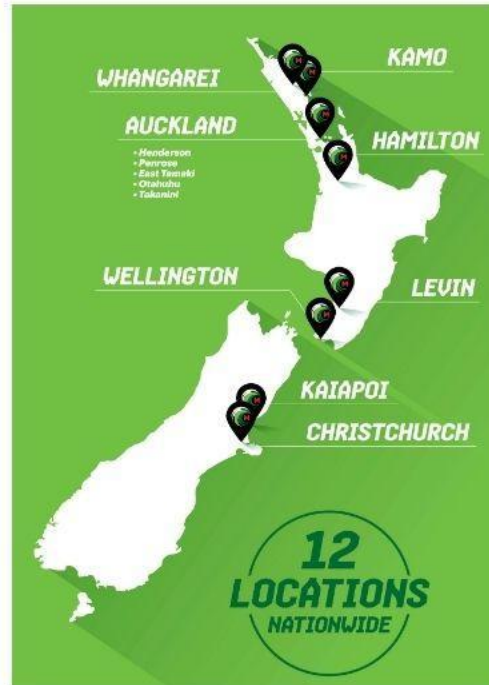 KAMO
WHANGAREI
AUCKLAND
• Henderson
• Penrose
• East Tamaki
• Otahuhu
• Takanini
HAMILTON
WELLINGTON
LEVIN
KAIAPOI
CHRISTCHURCH
12
LOCATIONS
NATIONWIDE